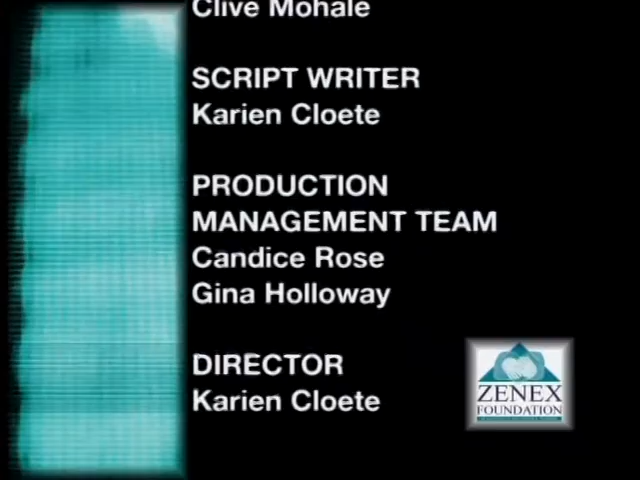 Clive Mohale
SCRIPT WRITER
Karien Cloete
PRODUCTION
MANAGEMENT TEAM
Candice Rose
Gina Holloway
DIRECTOR
Karien Cloete
ZENEX
FOUNDATION